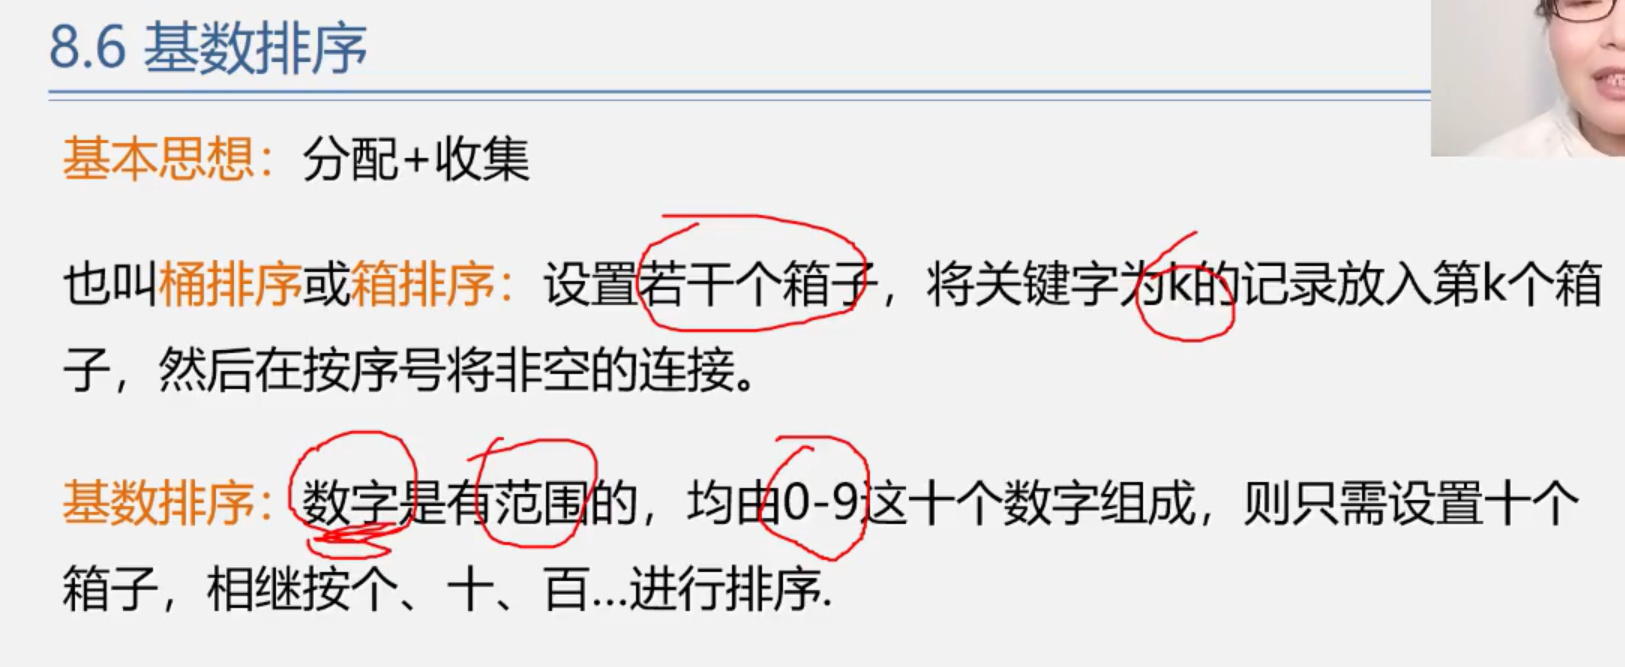 8.6 基数排序
基本思想：分配+收集
也叫桶排序或箱排序：设置若干个箱子，将关键字为k的记录放入第k个箱
子，然后在按序号将非空的连接。
基数排序：数字是有范围的，均由0-9这十个数字组成，则只需设置十个
箱子，相继按个、十、百...进行排序.